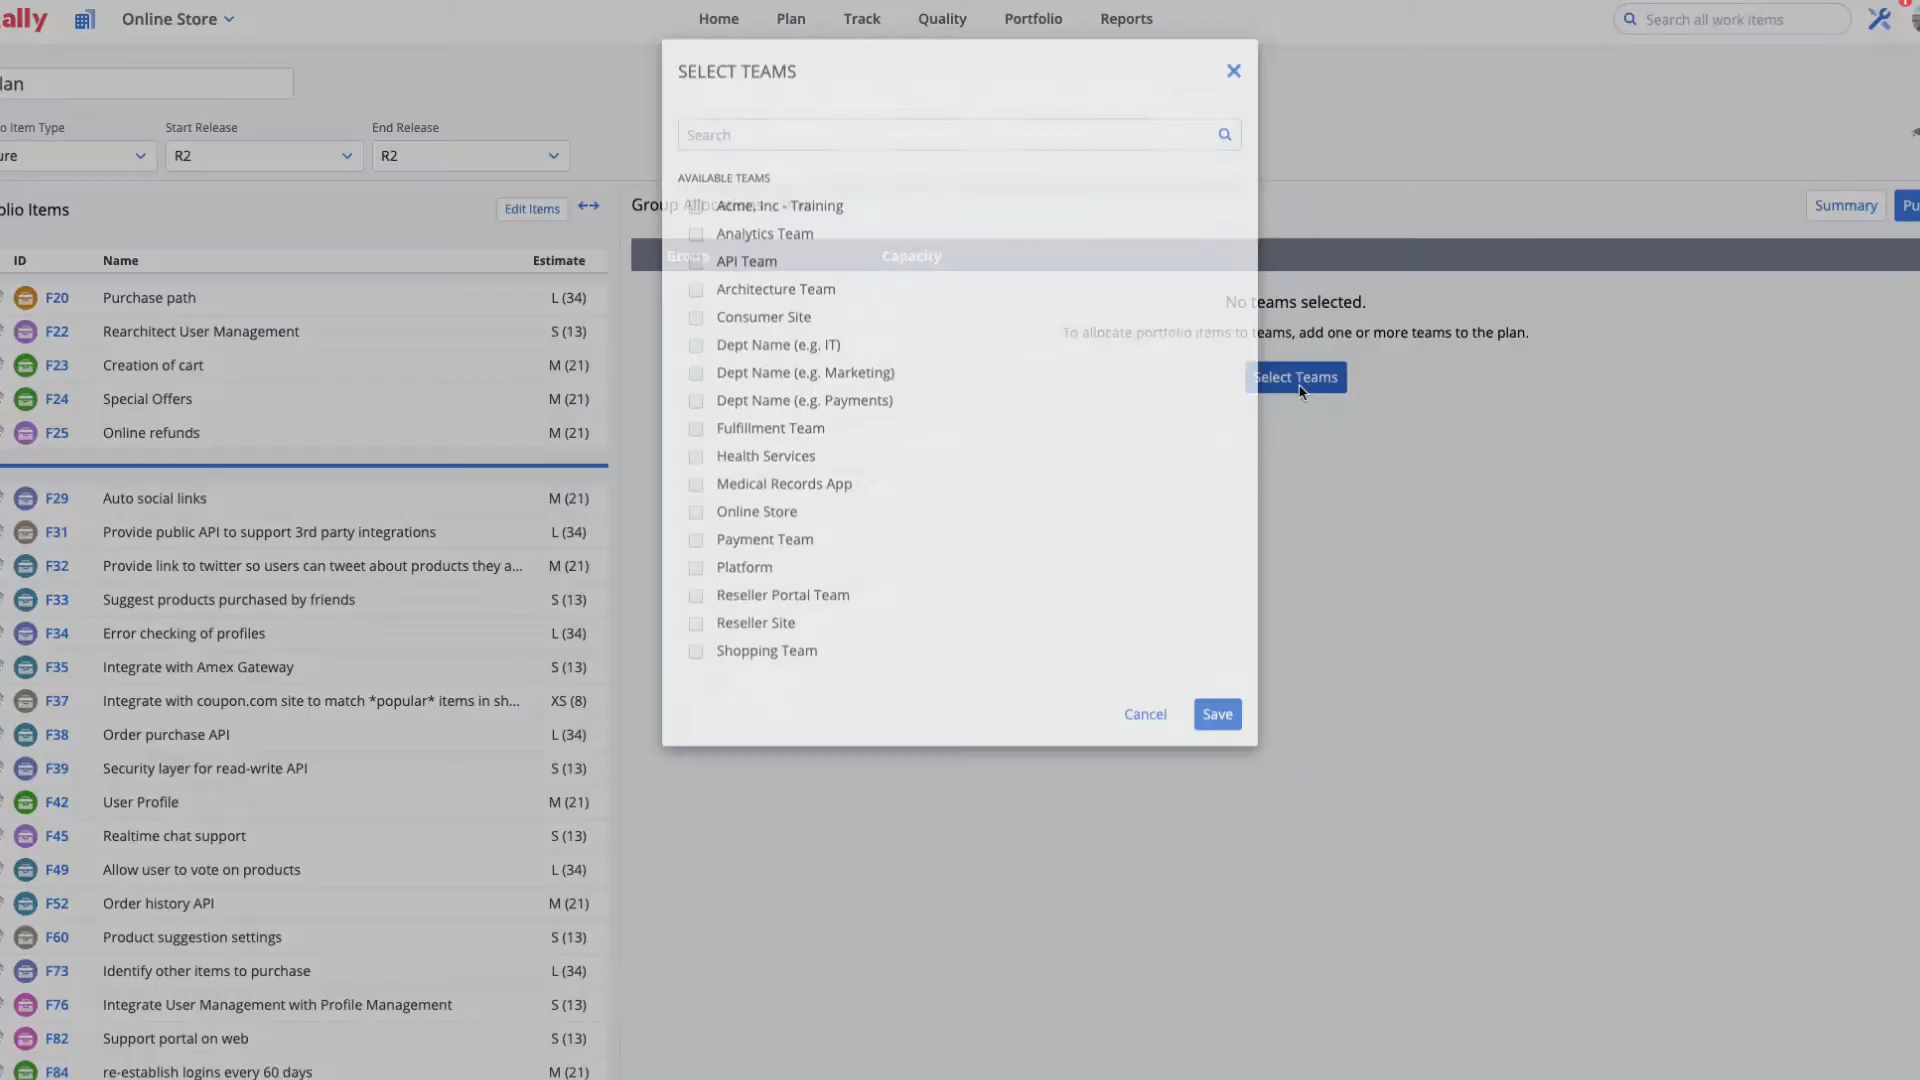 ally
Online Store
Home
Plan
Track
Quality
Portfolio
Reports
Search all work items
lan
o Item Type
Start Release
End Release
ure
R2
R2
olio Items
Edit Items
ID
Name
Estimate
F20 Purchase path L (34)
F22 Rearchitect User Management S (13)
F23 Creation of cart M (21)
F24 Special Offers M (21)
F25 Online refunds M (21)
F29 Auto social links M (21)
F31 Provide public API to support 3rd party integrations L (34)
F32 Provide link to twitter so users can tweet about products they a... M (21)
F33 Suggest products purchased by friends S (13)
F34 Error checking of profiles L (34)
F35 Integrate with Amex Gateway S (13)
F37 Integrate with coupon.com site to match *popular* items in sh... XS (8)
F38 Order purchase API L (34)
F39 Security layer for read-write API S (13)
F42 User Profile M (21)
F45 Realtime chat support S (13)
F49 Allow user to vote on products L (34)
F52 Order history API M (21)
F60 Product suggestion settings S (13)
F73 Identify other items to purchase L (34)
F76 Integrate User Management with Profile Management S (13)
F82 Support portal on web S (13)
F84 re-establish logins every 60 days M (21)
SELECT TEAMS
Search
AVAILABLE TEAMS
Acme, Inc - Training
Analytics Team
API Team
Architecture Team
Consumer Site
Dept Name (e.g. IT)
Dept Name (e.g. Marketing)
Dept Name (e.g. Payments)
Fulfillment Team
Health Services
Medical Records App
Online Store
Payment Team
Platform
Reseller Portal Team
Reseller Site
Shopping Team
Cancel
Save
Group
Group
Capacity
Summary
Pu
No teams selected.
To allocate portfolio items to teams, add one or more teams to the plan.
Select Teams